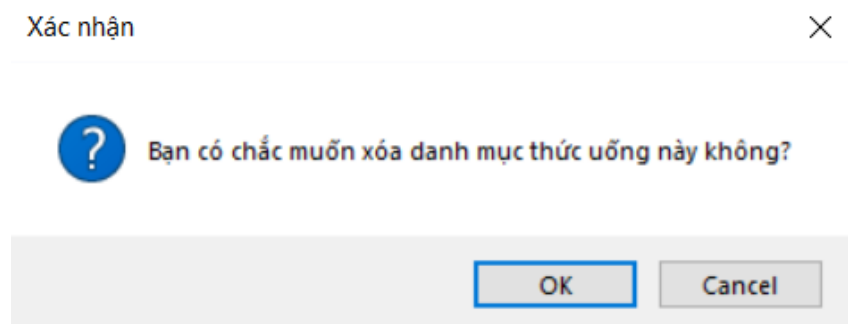 Xác nhận
Bạn có chắc muốn xóa danh mục thức uống này không?
OK
Cancel